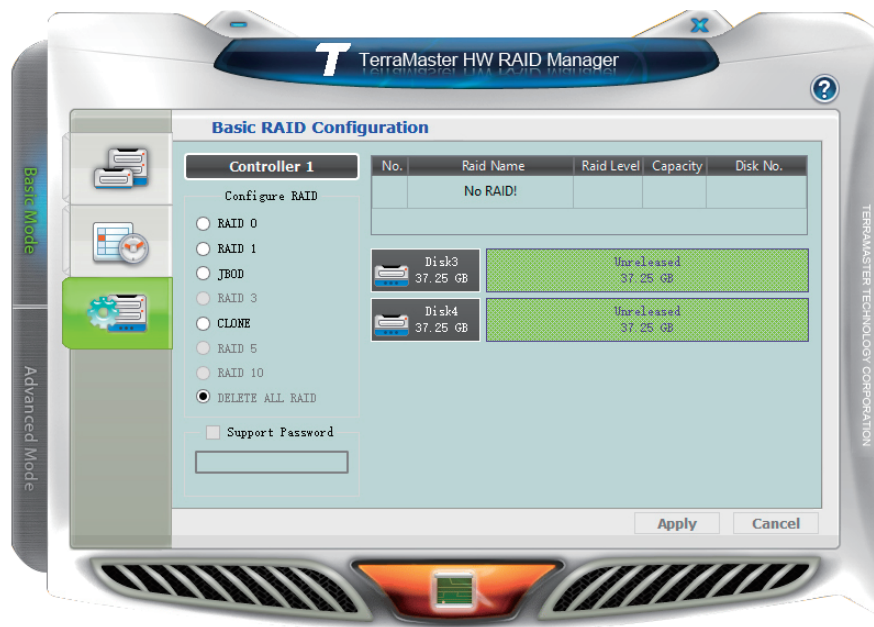 TerraMaster HW RAID Manager
?
Basic RAID Configuration
Basic Mode
Advanced Mode
Controller 1
Configure RAID
RAID 0
RAID 1
JBOD
RAID 3
CLONE
RAID 5
RAID 10
DELETE ALL RAID
Support Password
No. Raid Name Raid Level Capacity Disk No.
No RAID!
Disk3
37.25 GB
Unreleased
37.25 GB
Disk4
37.25 GB
Unreleased
37.25 GB
Apply Cancel
TERRAMASTER TECHNOLOGY CORPORATION